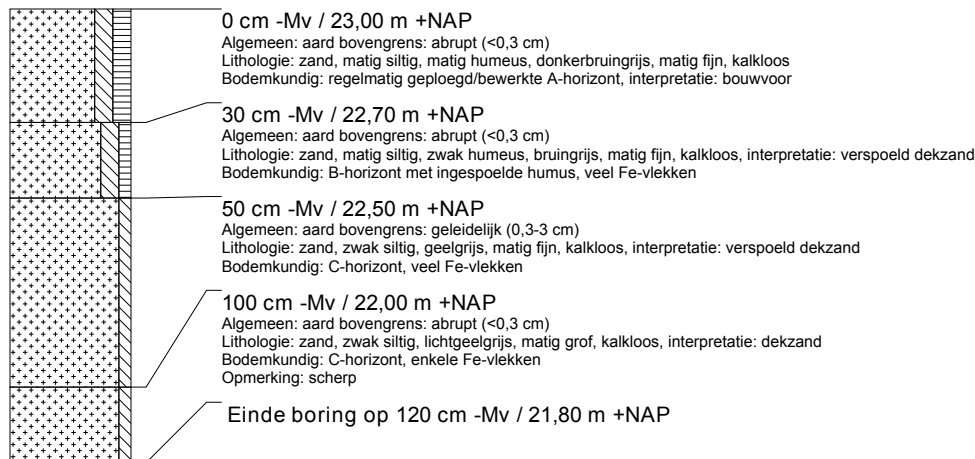 0 cm -Mv / 23,00 m +NAP
Algemeen: aard bovengrens: abrupt (<0,3 cm)
Lithologie: zand, matig siltig, matig humeus, donkerbruingrijs, matig fijn, kalkloos
Bodemkundig: regelmatig geploegd/bewerkte A-horizont, interpretatie: bouwvoor
30 cm -Mv / 22,70 m +NAP
Algemeen: aard bovengrens: abrupt (<0,3 cm)
Lithologie: zand, matig siltig, zwak humeus, bruingrijs, matig fijn, kalkloos, interpretatie: verspoeld dekzand
Bodemkundig: B-horizont met ingespoelde humus, veel Fe-vlekken
50 cm -Mv / 22,50 m +NAP
Algemeen: aard bovengrens: geleidelijk (0,3-3 cm)
Lithologie: zand, zwak siltig, geelgrijs, matig fijn, kalkloos, interpretatie: verspoeld dekzand
Bodemkundig: C-horizont, veel Fe-vlekken
100 cm -Mv / 22,00 m +NAP
Algemeen: aard bovengrens: abrupt (<0,3 cm)
Lithologie: zand, zwak siltig, lichtgeelgrijs, matig grof, kalkloos, interpretatie: dekzand
Bodemkundig: C-horizont, enkele Fe-vlekken
Opmerking: scherp
Einde boring op 120 cm -Mv / 21,80 m +NAP